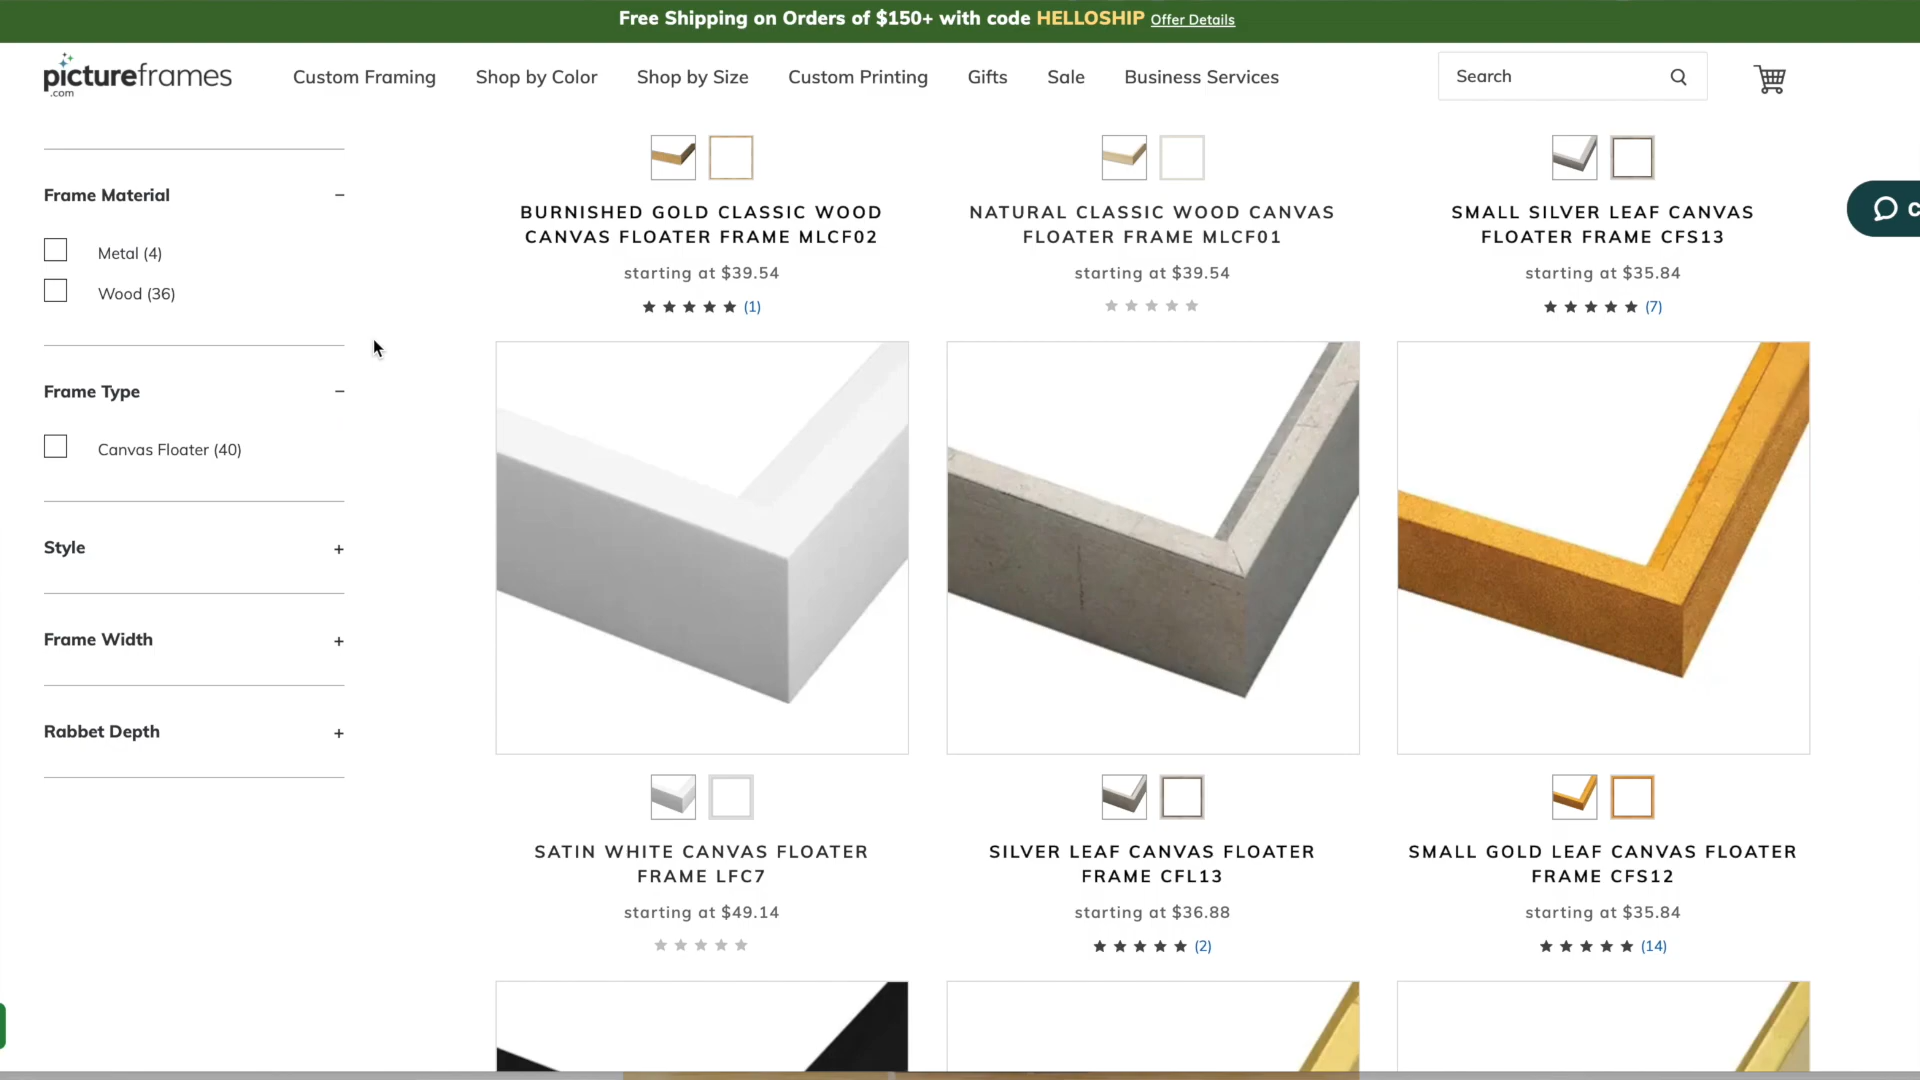 Free Shipping on Orders of $150+ with code HELLOSHIP Offer Details
pictureframes
.com
Custom Framing
Shop by Color
Shop by Size
Custom Printing
Gifts
Sale
Business Services
Search
Frame Material
−
Metal (4)
Wood (36)
Frame Type
−
Canvas Floater (40)
Style
+
Frame Width
+
Rabbet Depth
+
BURNISHED GOLD CLASSIC WOOD
CANVAS FLOATER FRAME MLCF02
starting at $39.54
(1)
NATURAL CLASSIC WOOD CANVAS
FLOATER FRAME MLCF01
starting at $39.54
SMALL SILVER LEAF CANVAS
FLOATER FRAME CFS13
starting at $35.84
(7)
SATIN WHITE CANVAS FLOATER
FRAME LFC7
starting at $49.14
SILVER LEAF CANVAS FLOATER
FRAME CFL13
starting at $36.88
(2)
SMALL GOLD LEAF CANVAS FLOATER
FRAME CFS12
starting at $35.84
(14)